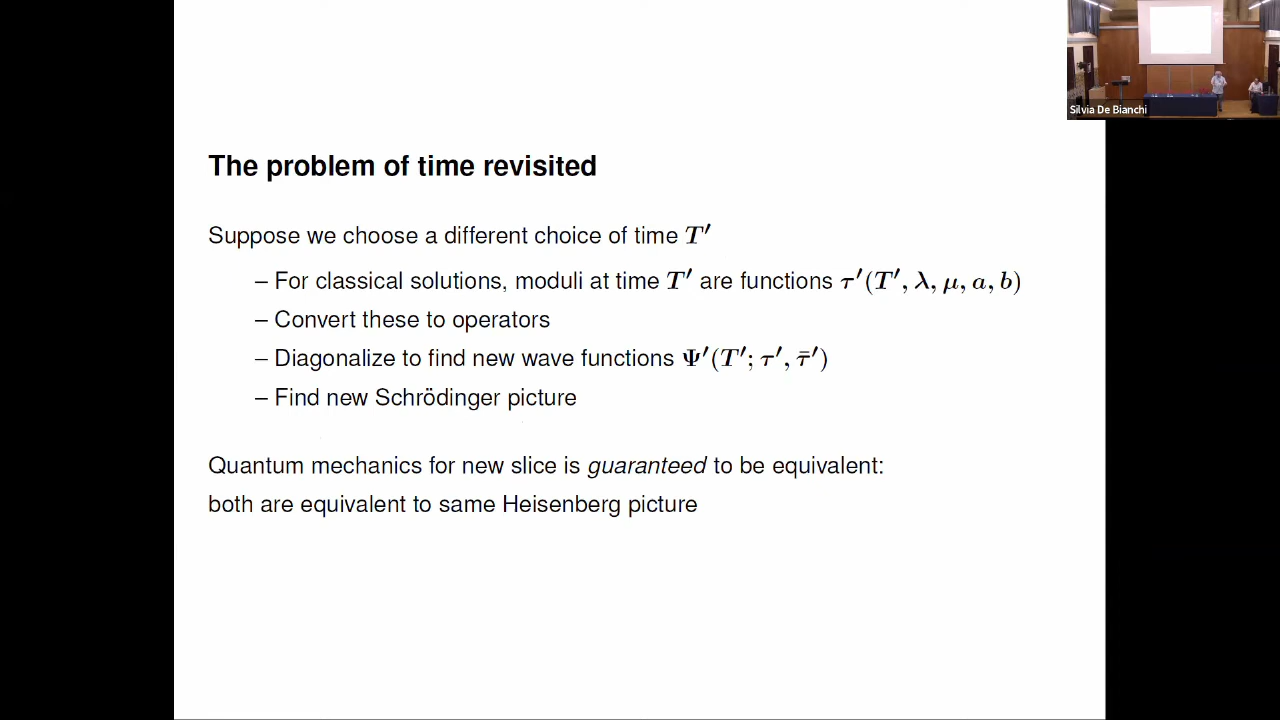 Silvia De Bianchi
The problem of time revisited
Suppose we choose a different choice of time T′
– For classical solutions, moduli at time T′ are functions τ′(T′, λ, μ, a, b)
– Convert these to operators
– Diagonalize to find new wave functions Ψ′(T′; τ′, τ̄′)
– Find new Schrödinger picture
Quantum mechanics for new slice is guaranteed to be equivalent:
both are equivalent to same Heisenberg picture